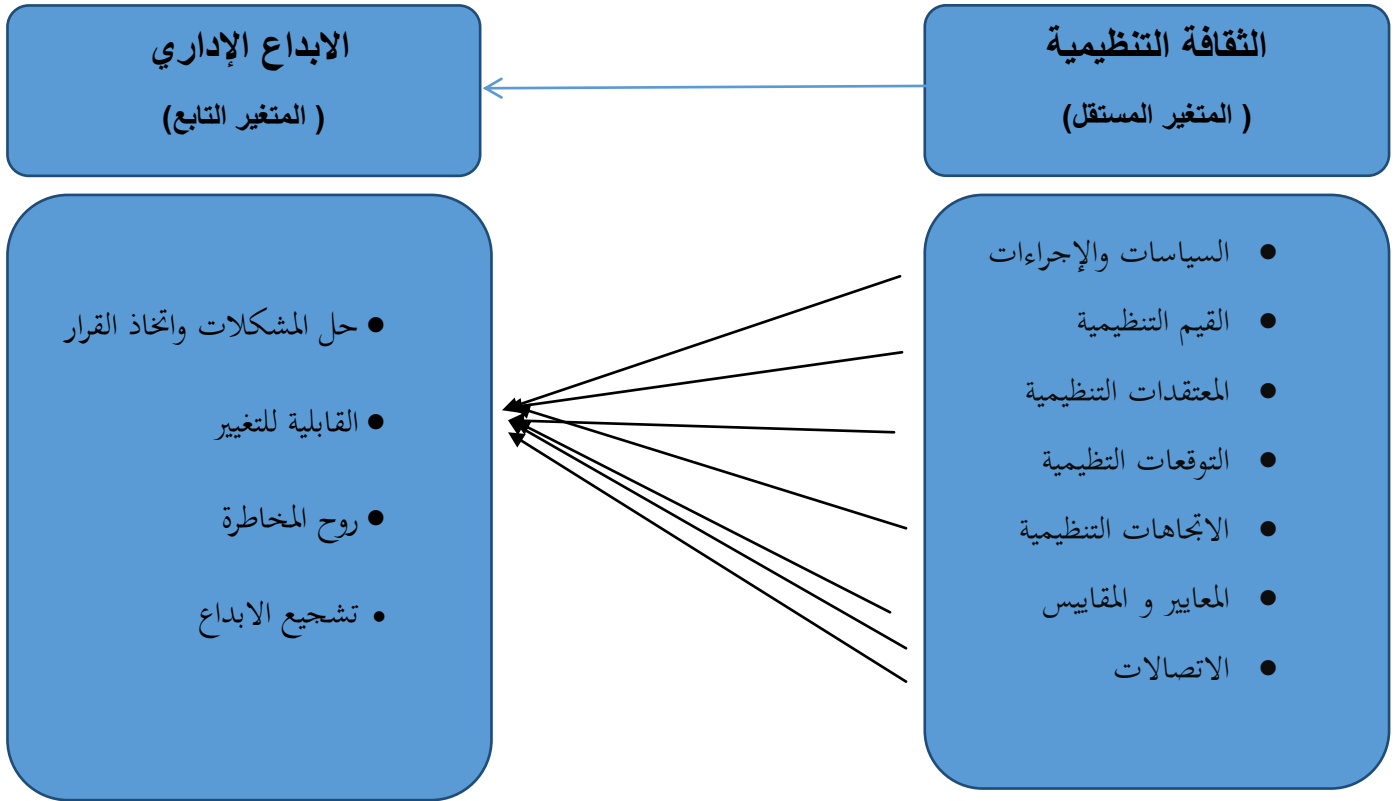 الثقافة التنظيمية
( المتغير المستقل)
الابداع الإداري
( المتغير التابع)
● السياسات والإجراءات
● القيم التنظيمية
● المعتقدات التنظيمية
● التوقعات التظيمية
● الاتجاهات التنظيمية
● المعايير و المقاييس
● الاتصالات
● حل المشكلات واتخاذ القرار
● القابلية للتغيير
● روح المخاطرة
• تشجيع الابداع